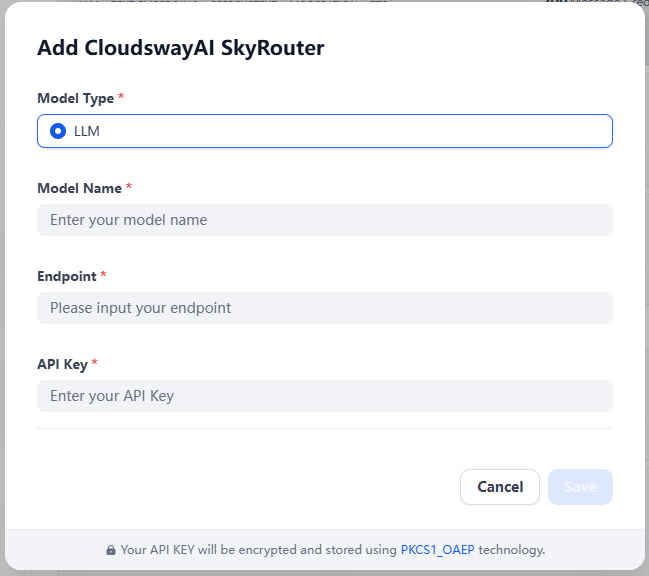 Add CloudswayAI SkyRouter
Model Type *
LLM
Model Name *
Enter your model name
Endpoint *
Please input your endpoint
API Key *
Enter your API Key
Cancel Save
Your API KEY will be encrypted and stored using PKCS1_OAEP technology.